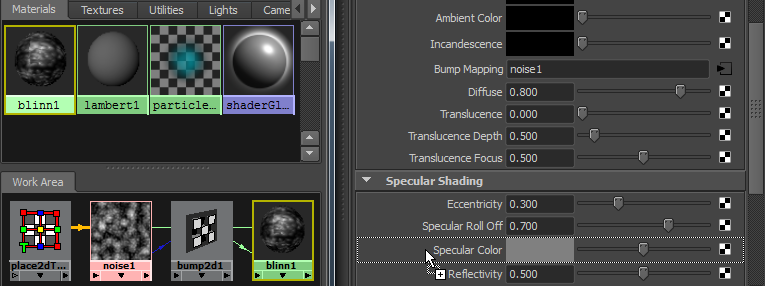 Materials Textures Utilities Lights Came
blinn1 lambert1 particle... shaderGl...
Work Area
place2dT... noise1 bump2d1 blinn1
Ambient Color
Incandescence
Bump Mapping noise1
Diffuse 0.800
Translucence 0.000
Translucence Depth 0.500
Translucence Focus 0.500
Specular Shading
Eccentricity 0.300
Specular Roll Off 0.700
Specular Color
Reflectivity 0.500